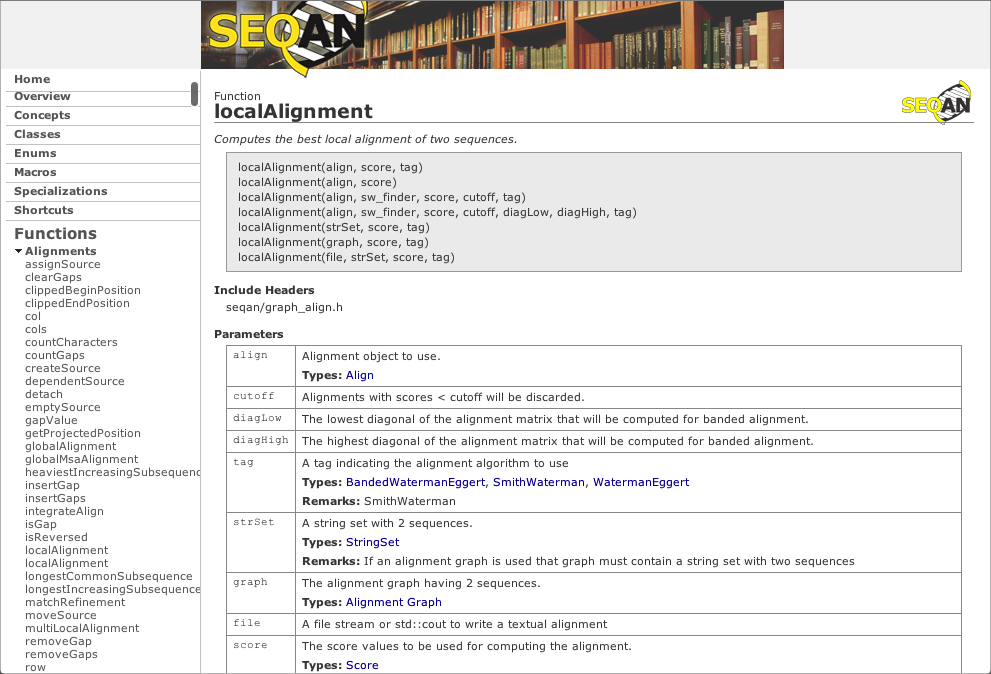 SEQAN
Home
Overview
Concepts
Classes
Enums
Macros
Specializations
Shortcuts
Functions
Alignments
assignSource
clearGaps
clippedBeginPosition
clippedEndPosition
col
cols
countCharacters
countGaps
createSource
dependentSource
detach
emptySource
gapValue
getProjectedPosition
globalAlignment
globalMsaAlignment
heaviestIncreasingSubsequenc
insertGap
insertGaps
integrateAlign
isGap
isReversed
localAlignment
localAlignment
longestCommonSubsequence
longestIncreasingSubsequence
matchRefinement
moveSource
multiLocalAlignment
removeGap
removeGaps
row
Function
localAlignment
SEQAN
Computes the best local alignment of two sequences.
localAlignment(align, score, tag)
localAlignment(align, score)
localAlignment(align, sw_finder, score, cutoff, tag)
localAlignment(align, sw_finder, score, cutoff, diagLow, diagHigh, tag)
localAlignment(strSet, score, tag)
localAlignment(graph, score, tag)
localAlignment(file, strSet, score, tag)
Include Headers
seqan/graph_align.h
Parameters
align Alignment object to use.
Types: Align
cutoff Alignments with scores < cutoff will be discarded.
diagLow The lowest diagonal of the alignment matrix that will be computed for banded alignment.
diagHigh The highest diagonal of the alignment matrix that will be computed for banded alignment.
tag A tag indicating the alignment algorithm to use
Types: BandedWatermanEggert, SmithWaterman, WatermanEggert
Remarks: SmithWaterman
strSet A string set with 2 sequences.
Types: StringSet
Remarks: If an alignment graph is used that graph must contain a string set with two sequences
graph The alignment graph having 2 sequences.
Types: Alignment Graph
file A file stream or std::cout to write a textual alignment
score The score values to be used for computing the alignment.
Types: Score